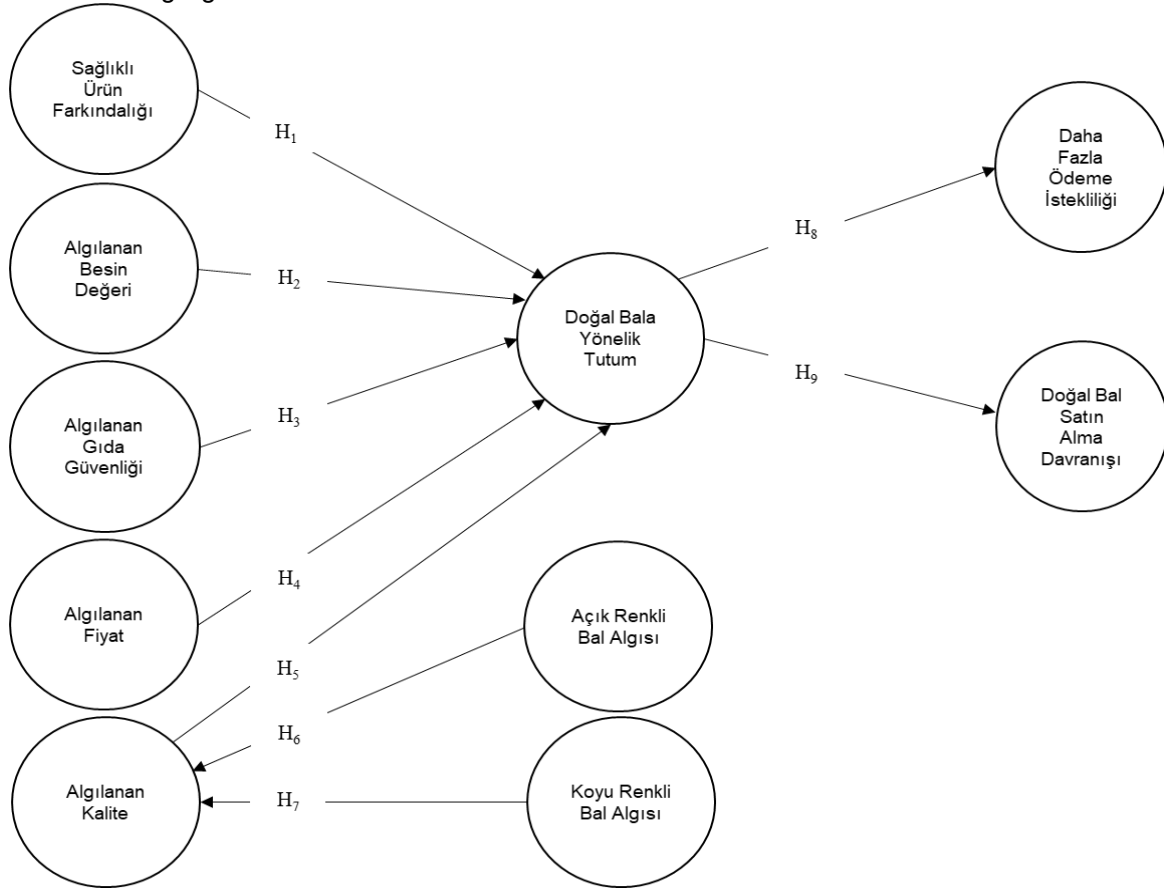 Sağlıklı
Ürün
Farkındalığı
H₁
Daha
Fazla
Ödeme
İstekliliği
Algılanan
Besin
Değeri
H₂
H₈
Doğal Bala
Yönelik
Tutum
H₉
Algılanan
Gıda
Güvenliği
H₃
Doğal Bal
Satın
Alma
Davranışı
Algılanan
Fiyat
H₄
Açık Renkli
Bal Algısı
H₅
H₆
Algılanan
Kalite
H₇
Koyu Renkli
Bal Algısı